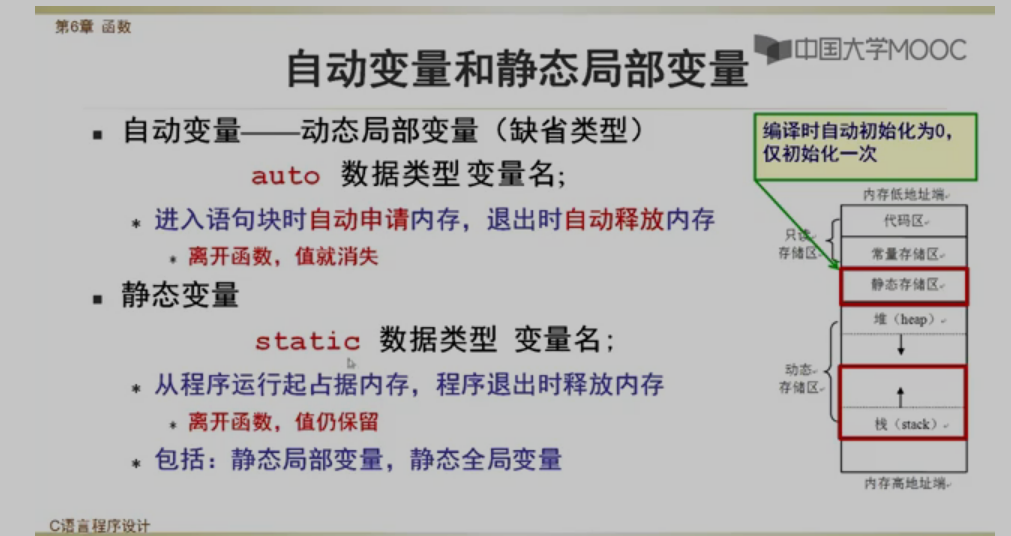 第6章 函数
中国大学MOOC
自动变量和静态局部变量
▪ 自动变量——动态局部变量（缺省类型）
auto 数据类型 变量名;
* 进入语句块时自动申请内存，退出时自动释放内存
* 离开函数，值就消失
▪ 静态变量
static 数据类型 变量名;
* 从程序运行起占据内存，程序退出时释放内存
* 离开函数，值仍保留
* 包括：静态局部变量，静态全局变量
编译时自动初始化为0，
仅初始化一次
内存低地址端
代码区
只读
存储区
常量存储区
静态存储区
堆（heap）
动态
存储区
栈（stack）
内存高地址端
C语言程序设计